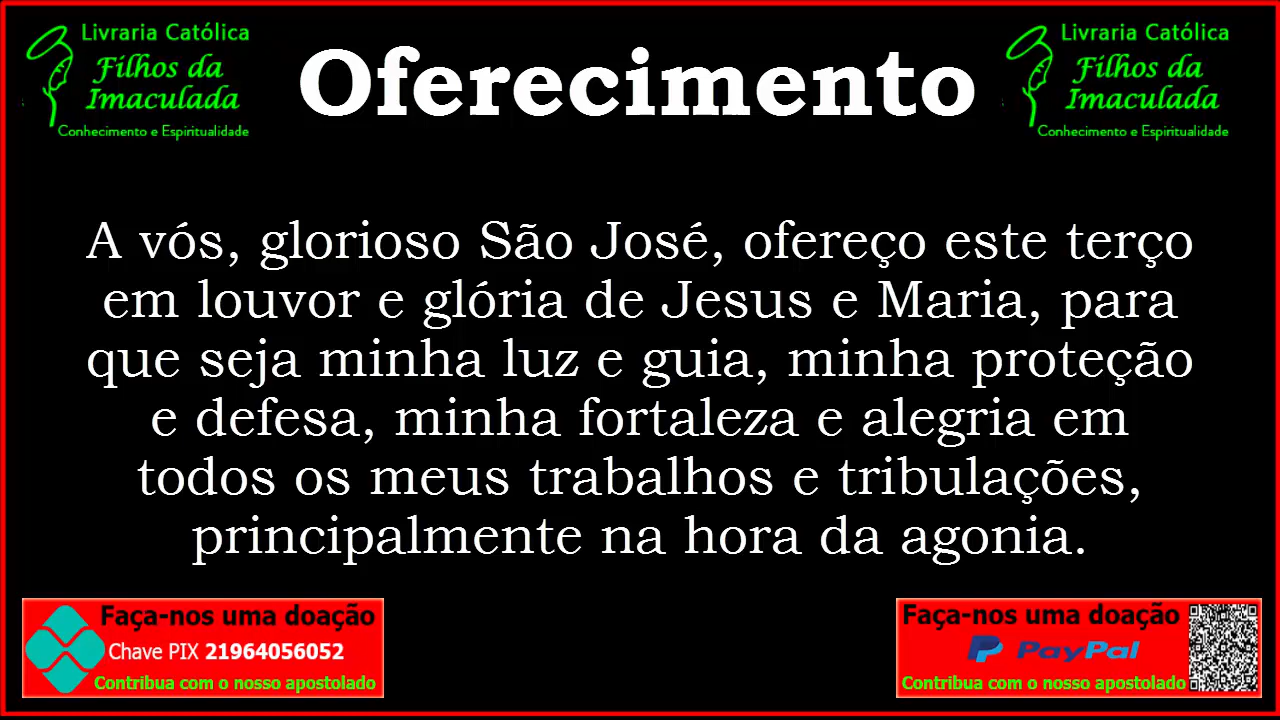 Livraria Católica
Filhos da
Imaculada
Conhecimento e Espiritualidade
Oferecimento
Livraria Católica
Filhos da
Imaculada
Conhecimento e Espiritualidade
A vós, glorioso São José, ofereço este terço
em louvor e glória de Jesus e Maria, para
que seja minha luz e guia, minha proteção
e defesa, minha fortaleza e alegria em
todos os meus trabalhos e tribulações,
principalmente na hora da agonia.
Faça-nos uma doação
Chave PIX 21964056052
Contribua com o nosso apostolado
Faça-nos uma doação
PayPal
Contribua com o nosso apostolado